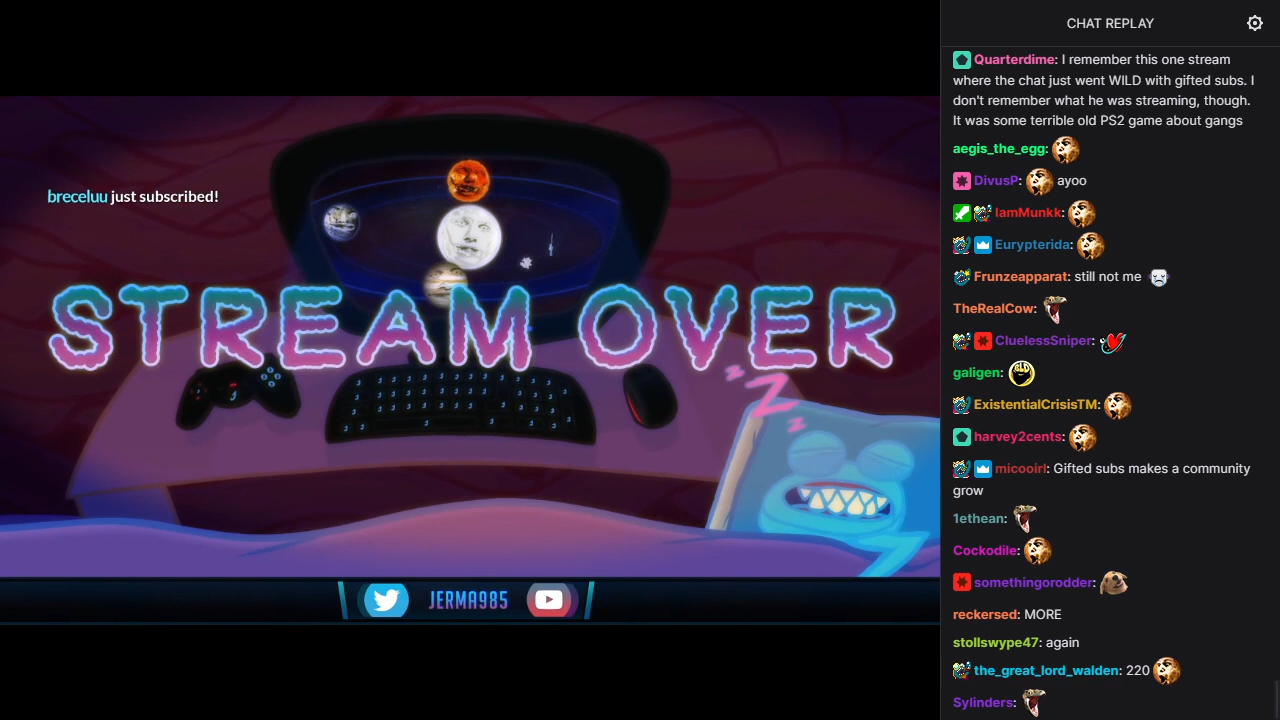 CHAT REPLAY
Quarterdime: I remember this one stream
where the chat just went WILD with gifted subs. I
don't remember what he was streaming, though.
It was some terrible old PS2 game about gangs
aegis_the_egg:
DivusP: ayoo
IamMunkk:
Eurypterida:
Frunzeapparat: still not me
TheRealCow:
CluelessSniper:
galigen:
ExistentialCrisisTM:
harvey2cents:
micooirl: Gifted subs makes a community
grow
1ethean:
Cockodile:
somethingorodder:
reckersed: MORE
stollswype47: again
the_great_lord_walden: 220
Sylinders:
breceluu just subscribed!
STREAM OVER
z
Z
z
JERMA985